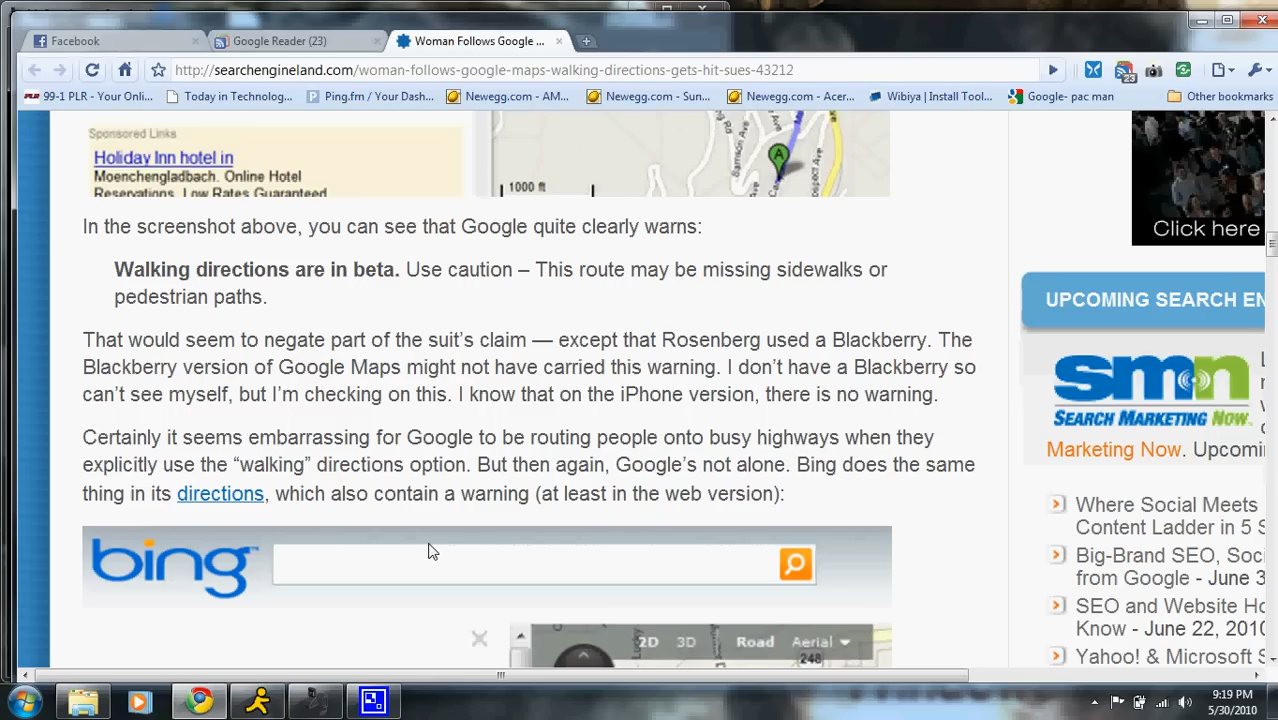 Facebook
Google Reader (23)
Woman Follows Google ...
http://searchengineland.com/woman-follows-google-maps-walking-directions-gets-hit-sues-43212
23
PLR 99-1 PLR - Your Onli...
Today in Technolog...
Ping.fm / Your Dash...
Newegg.com - AM...
Newegg.com - Sun...
Newegg.com - Acer...
Wibiya | Install Tool...
Google- pac man
Other bookmarks
Sponsored Links
Holiday Inn hotel in
Moenchengladbach. Online Hotel
Reservations. Low Rates Guaranteed
1000 ft
A
Click here
In the screenshot above, you can see that Google quite clearly warns:
Walking directions are in beta. Use caution – This route may be missing sidewalks or
pedestrian paths.
That would seem to negate part of the suit’s claim — except that Rosenberg used a Blackberry. The
Blackberry version of Google Maps might not have carried this warning. I don’t have a Blackberry so
can’t see myself, but I’m checking on this. I know that on the iPhone version, there is no warning.
Certainly it seems embarrassing for Google to be routing people onto busy highways when they
explicitly use the “walking” directions option. But then again, Google’s not alone. Bing does the same
thing in its directions, which also contain a warning (at least in the web version):
bing™
2D 3D Road Aerial
248
UPCOMING SEARCH EN
smn
SEARCH MARKETING NOW.
Marketing Now. Upcomin
Where Social Meets
Content Ladder in 5 S
Big-Brand SEO, Soci
from Google - June 3
SEO and Website Ho
Know - June 22, 2010
Yahoo! & Microsoft S
9:19 PM
5/30/2010